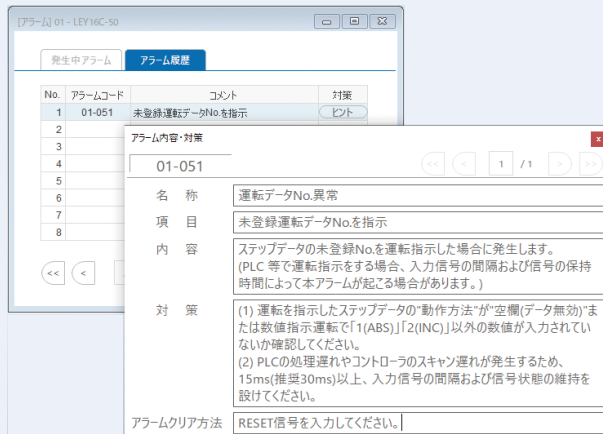 [アラーム] 01 - LEY16C-50
発生中アラーム アラーム履歴
No. アラームコード コメント 対策
1 01-051 未登録運転データNo.を指示 ヒント
2
3
4
5
6
7
8
<< <
アラーム内容・対策 x
01-051 << < 1 / 1 > >>
名 称 運転データNo.異常
項 目 未登録運転データNo.を指示
内 容 ステップデータの未登録No.を運転指示した場合に発生します。
(PLC 等で運転指示をする場合、入力信号の間隔および信号の保持
時間によって本アラームが起こる場合があります。)
対 策 (1) 運転を指示したステップデータの"動作方法"が"空欄(データ無効)"ま
たは数値指示運転で「1(ABS)」「2(INC)」以外の数値が入力されてい
ないか確認してください。
(2) PLCの処理遅れやコントローラのスキャン遅れが発生するため、
15ms(推奨30ms)以上、入力信号の間隔および信号状態の維持を
設けてください。
アラームクリア方法 RESET信号を入力してください。